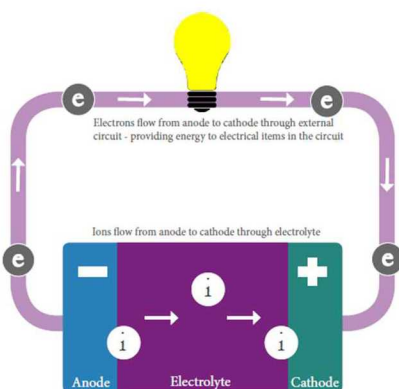 e
e
Electrons flow from anode to cathode through external
circuit - providing energy to electrical items in the circuit
Ions flow from anode to cathode through electrolyte
e
e
i
i
i
Anode
Electrolyte
Cathode